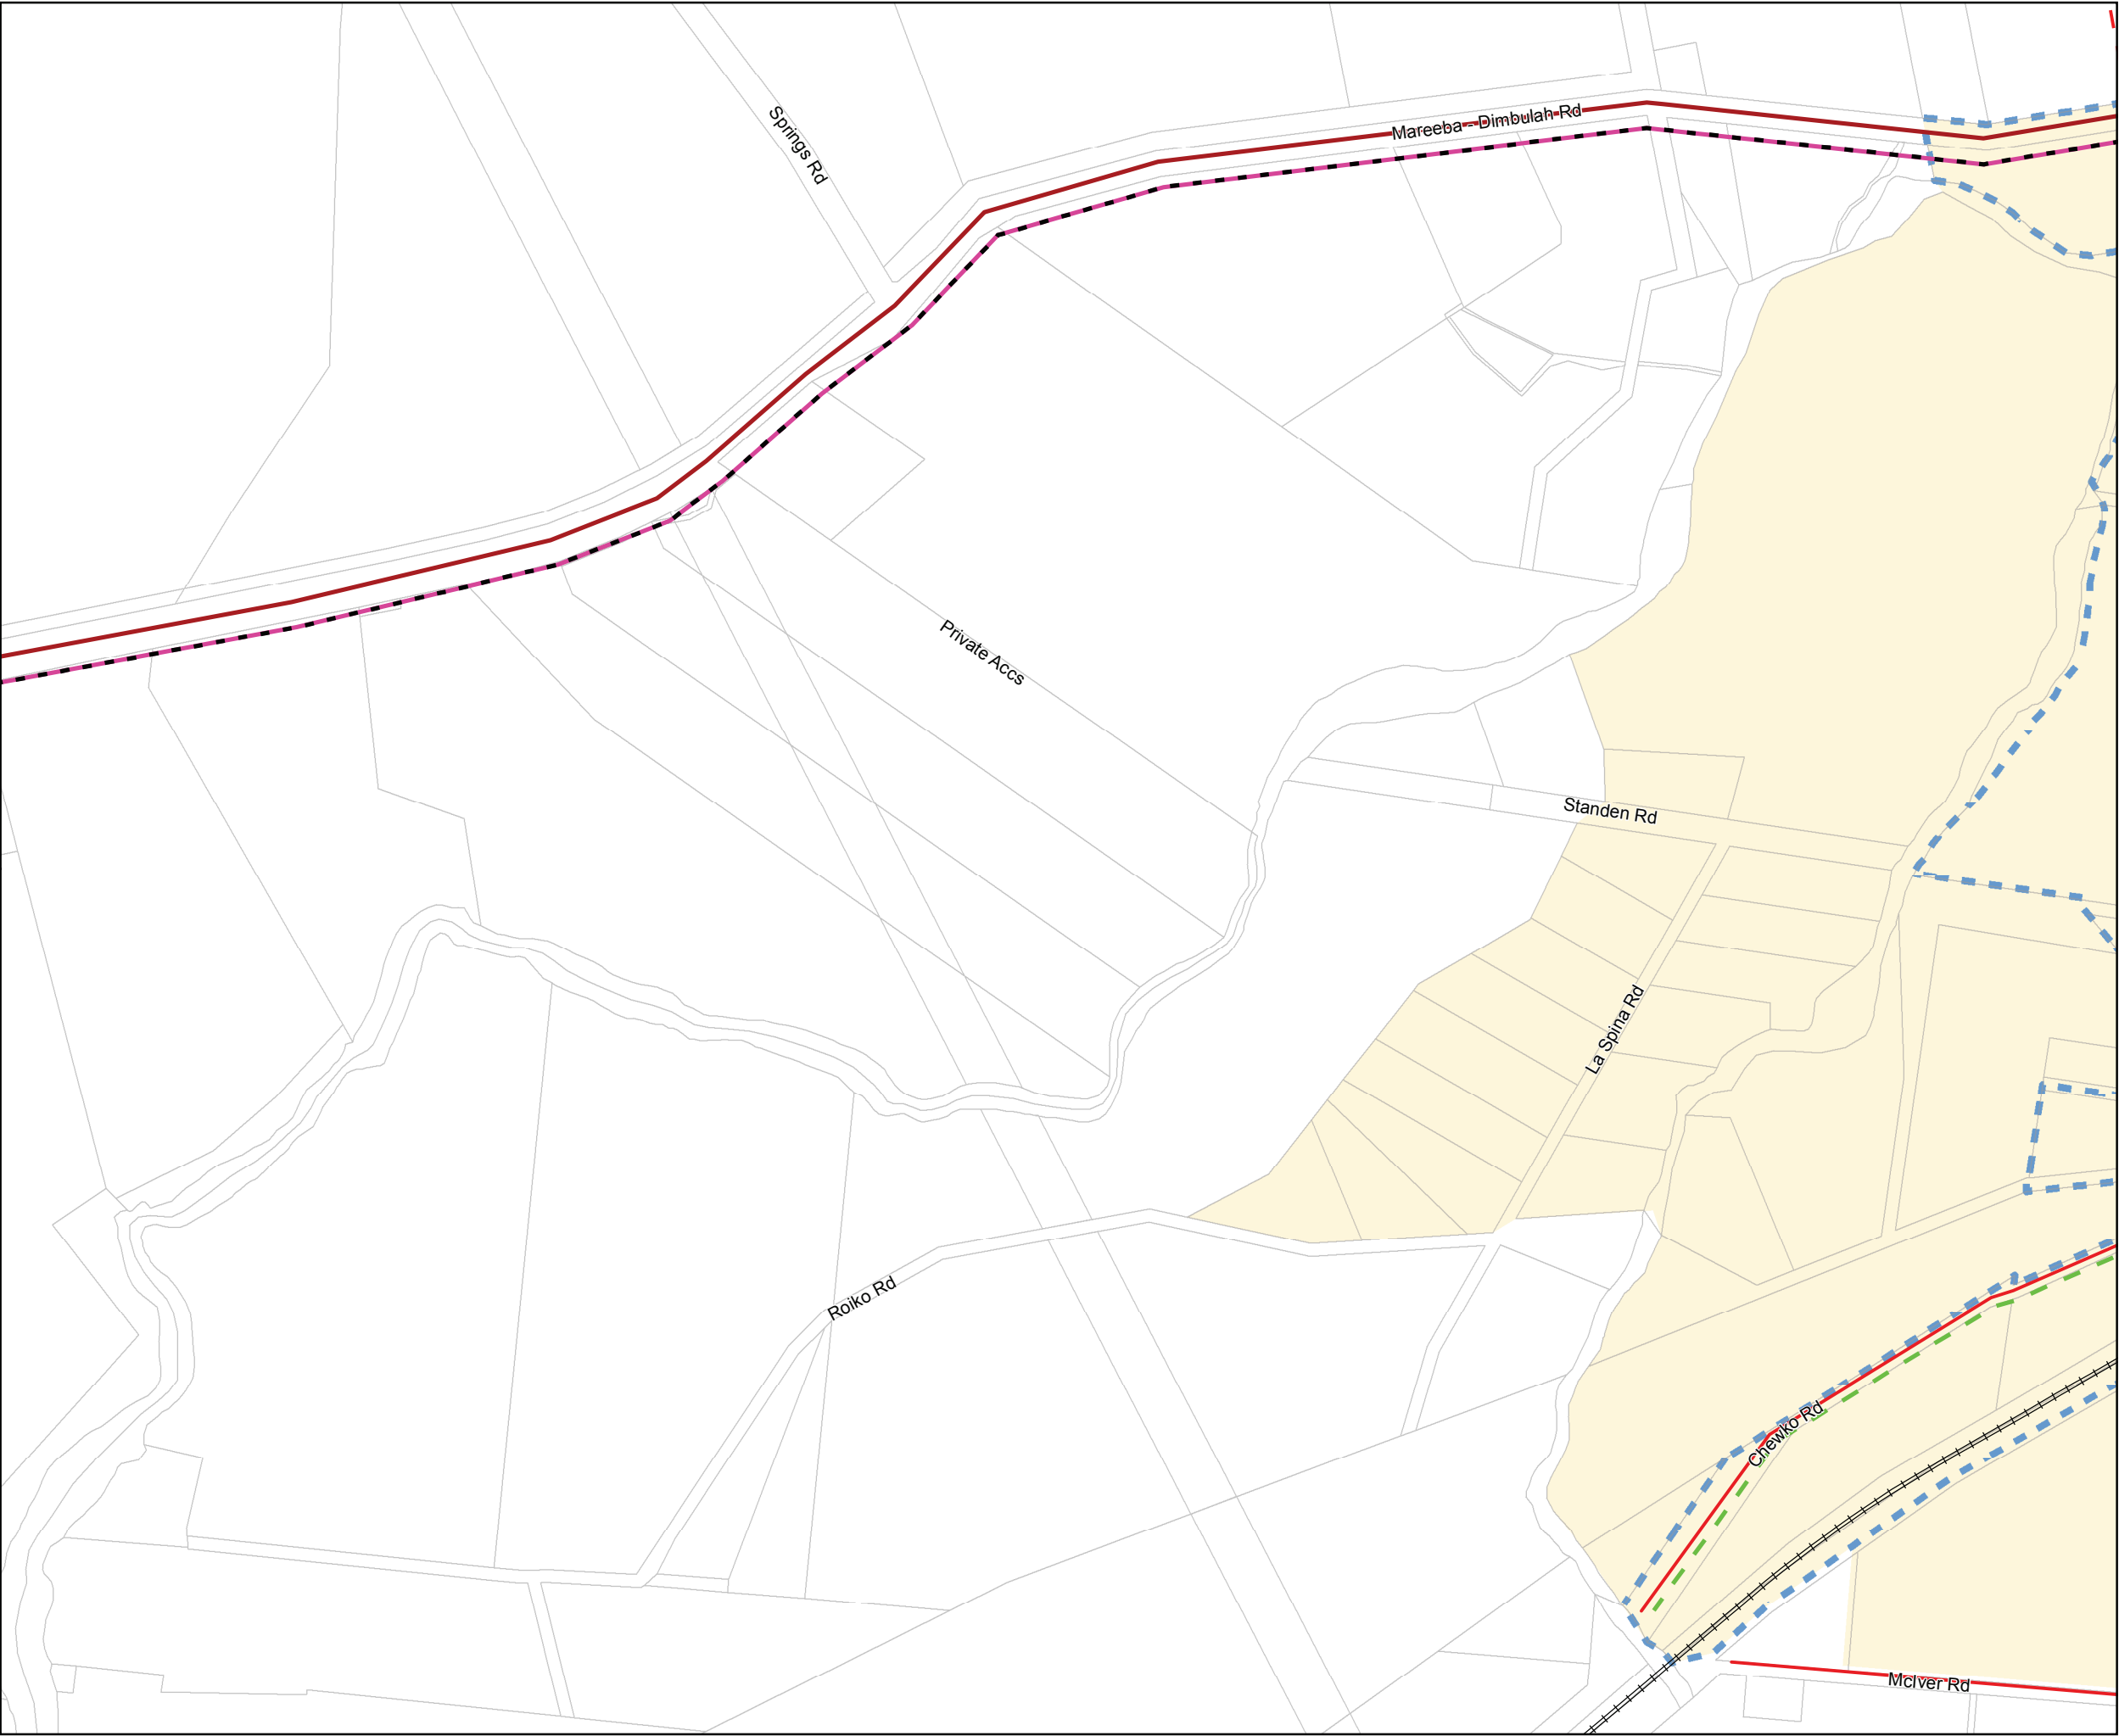 Springs Rd
Mareeba - Dimbulah Rd
Private Accs
Standen Rd
La Spina Rd
Roiko Rd
Chewko Rd
McIver Rd